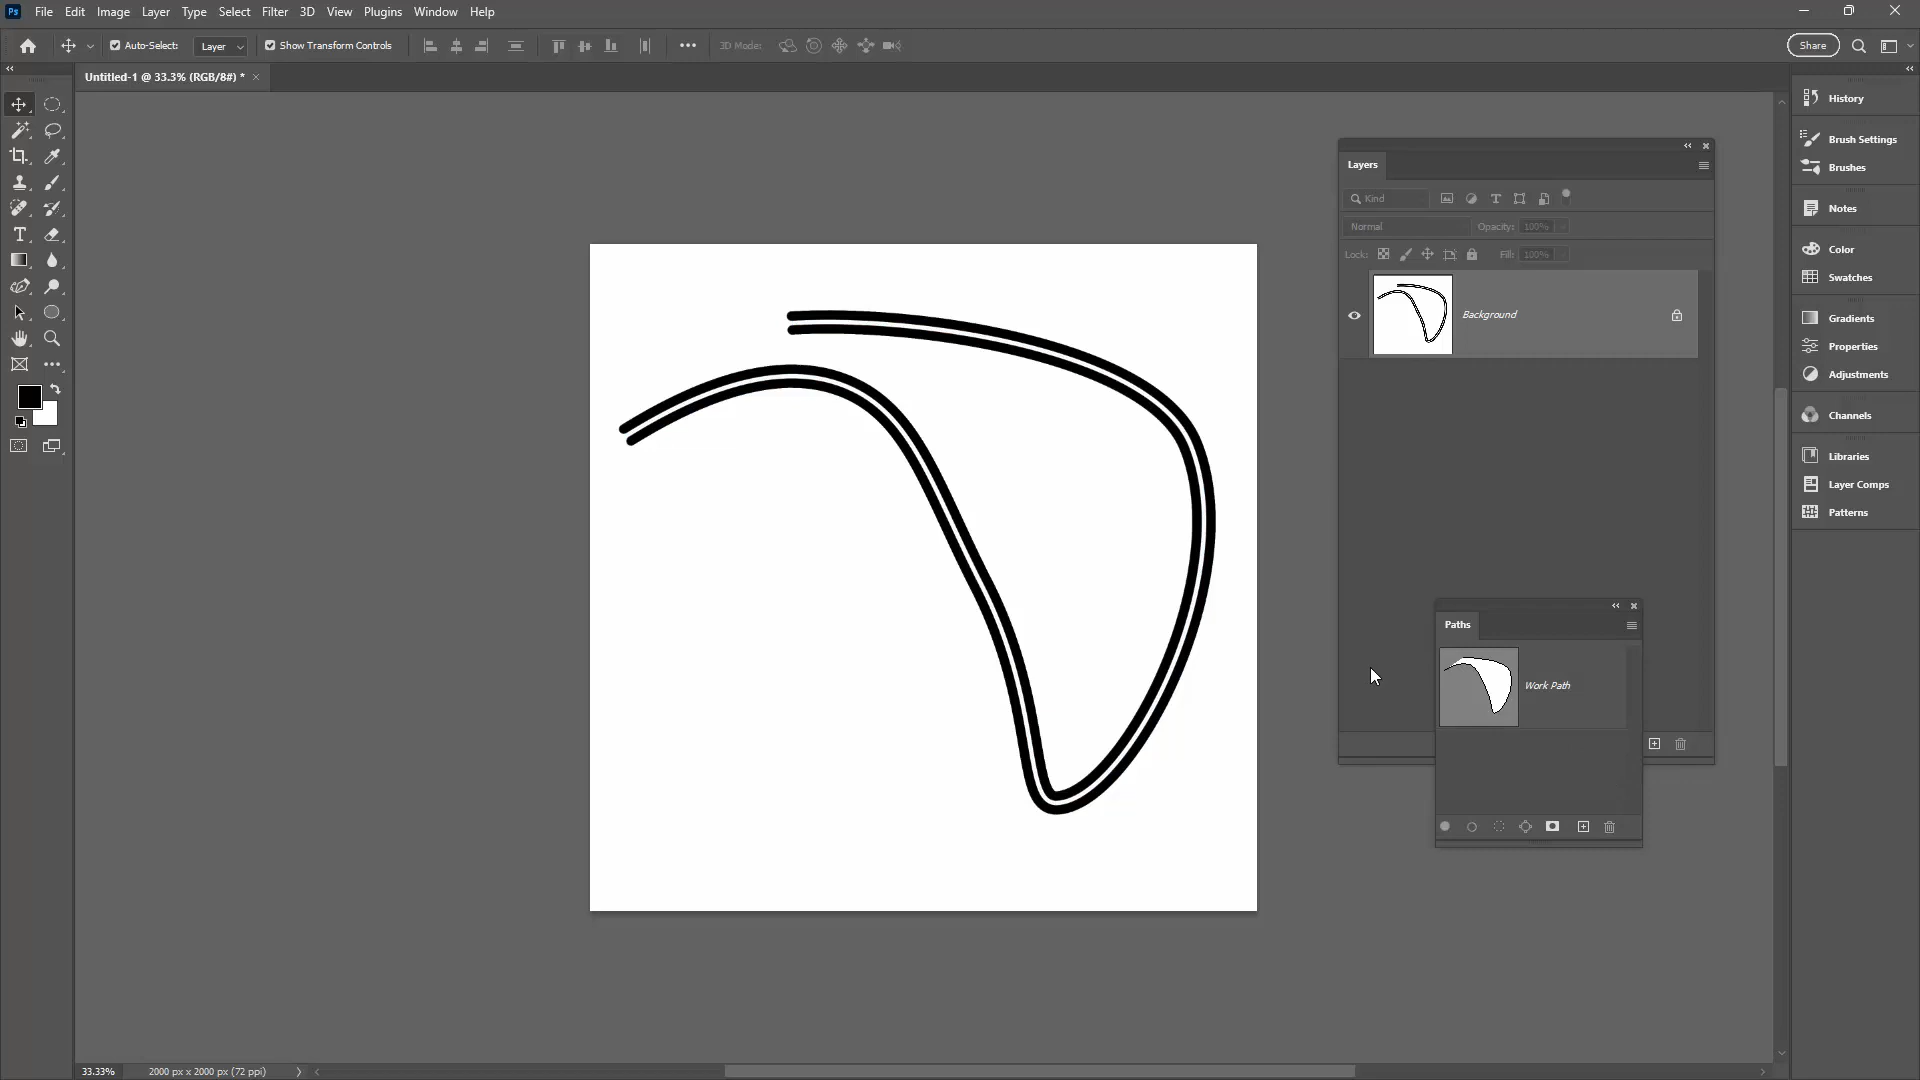 Ps File Edit Image Layer Type Select Filter 3D View Plugins Window Help
Auto-Select: Layer Show Transform Controls 3D Mode: Share
Untitled-1 @ 33.3% (RGB/8#) *
History
Brush Settings
Brushes
Notes
Color
Swatches
Gradients
Properties
Adjustments
Channels
Libraries
Layer Comps
Patterns
Layers
Kind
Normal Opacity: 100%
Lock: Fill: 100%
Background
Paths
Work Path
33.33% 2000 px x 2000 px (72 ppi)